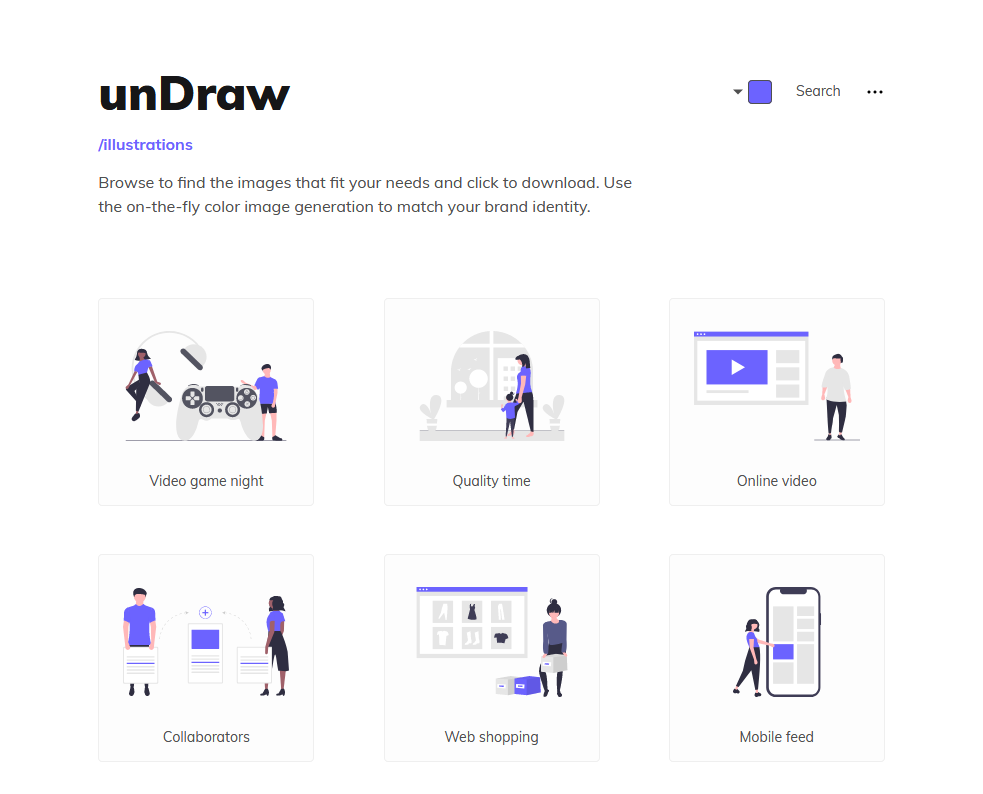 unDraw
Search
/illustrations
Browse to find the images that fit your needs and click to download. Use
the on-the-fly color image generation to match your brand identity.
Video game night
Quality time
Online video
Collaborators
Web shopping
Mobile feed